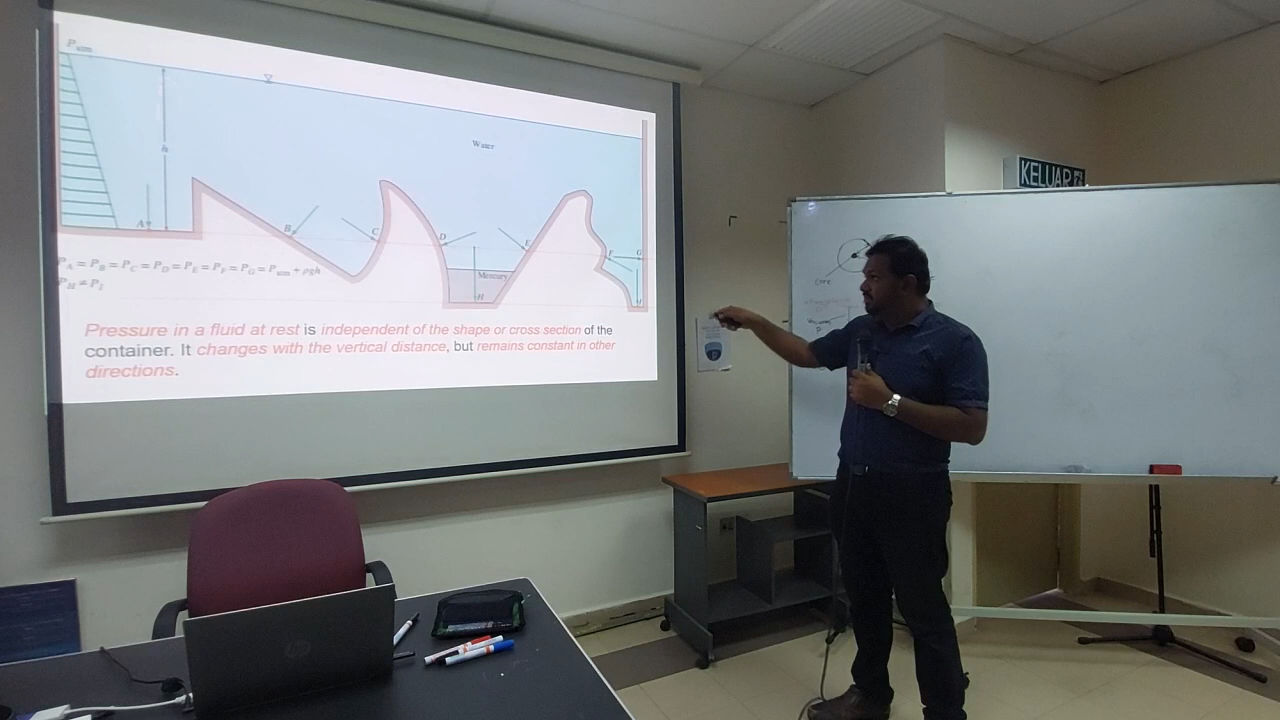 Patm
h
Water
A
B
C
D
E
F
G
Mercury
H
PA = PB = PC = PD = PE = PF = PG = Patm + ρgh
PH ≠ PI
Pressure in a fluid at rest is independent of the shape or cross section of the
container. It changes with the vertical distance, but remains constant in other
directions.
KELUAR
Core
P
hp